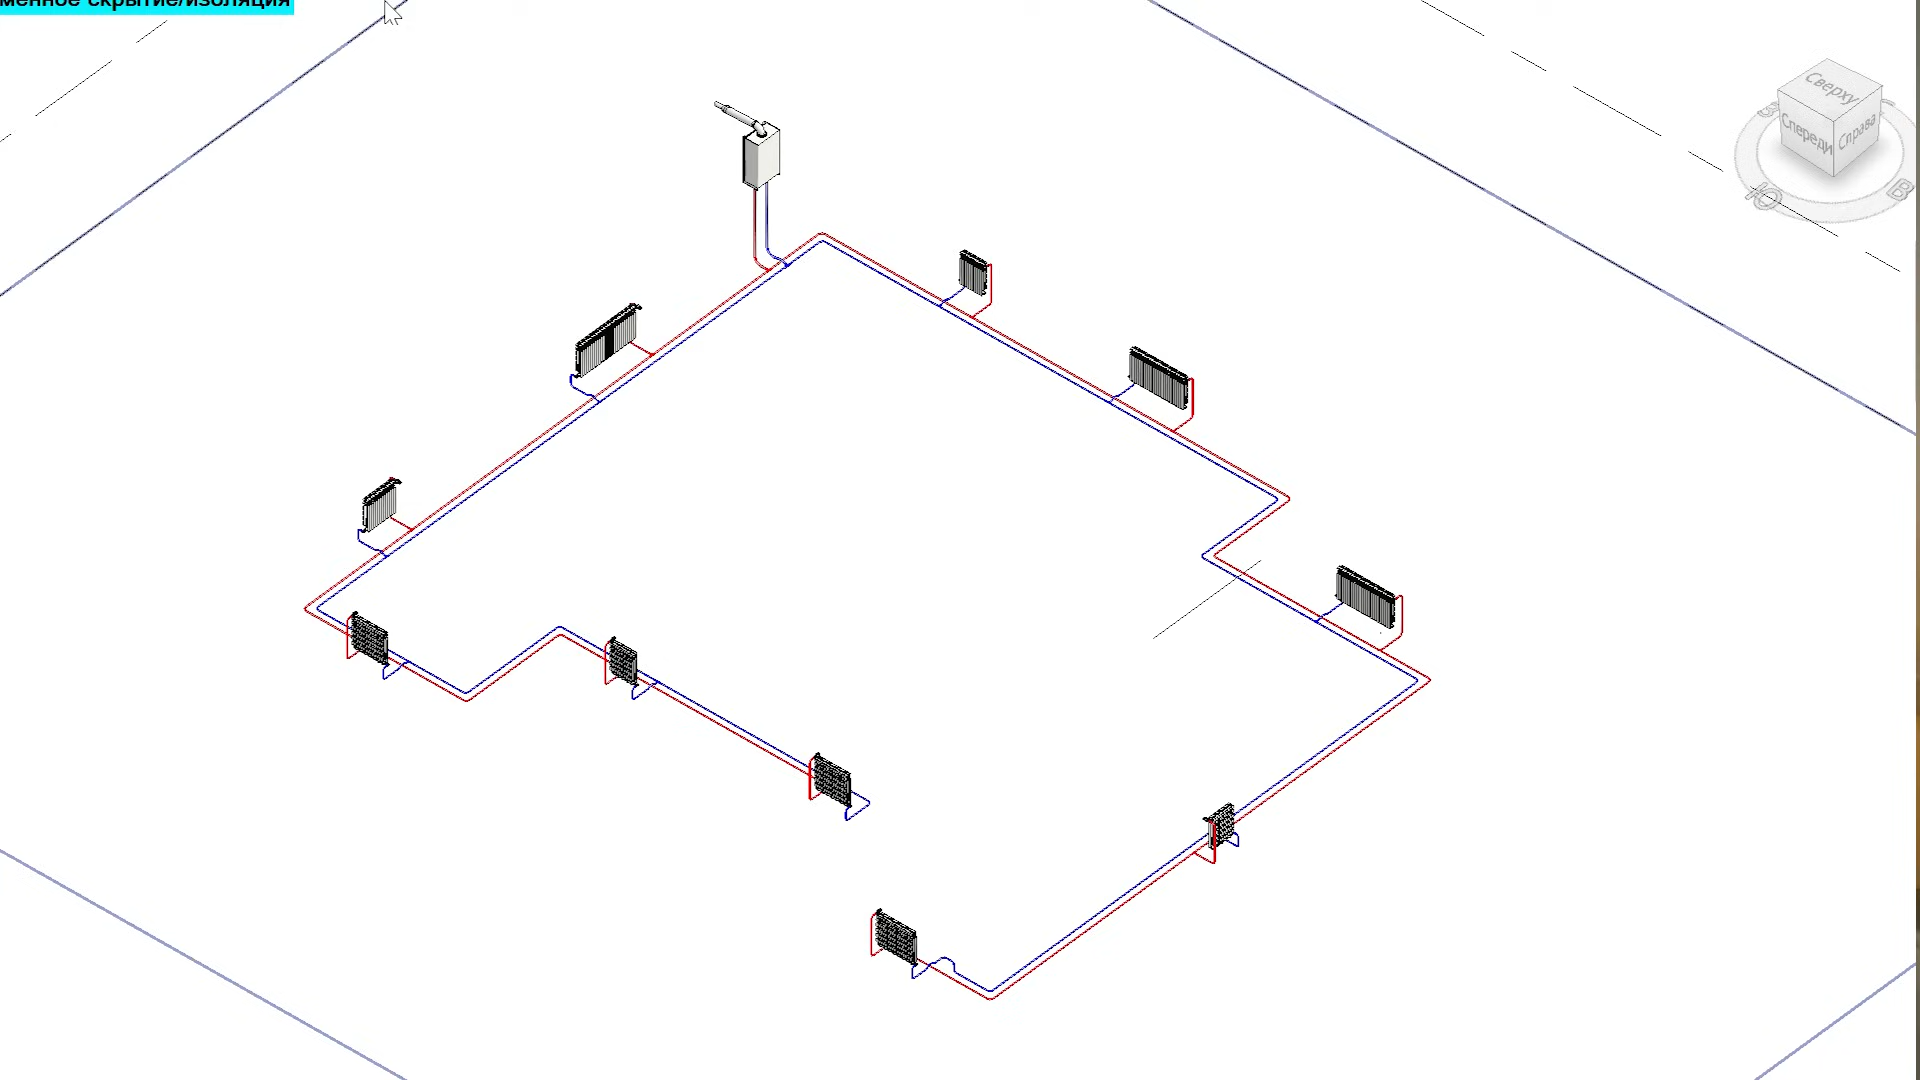 менное скрытие/изоляция
Сверху
Спереди
Справа
Ю
В